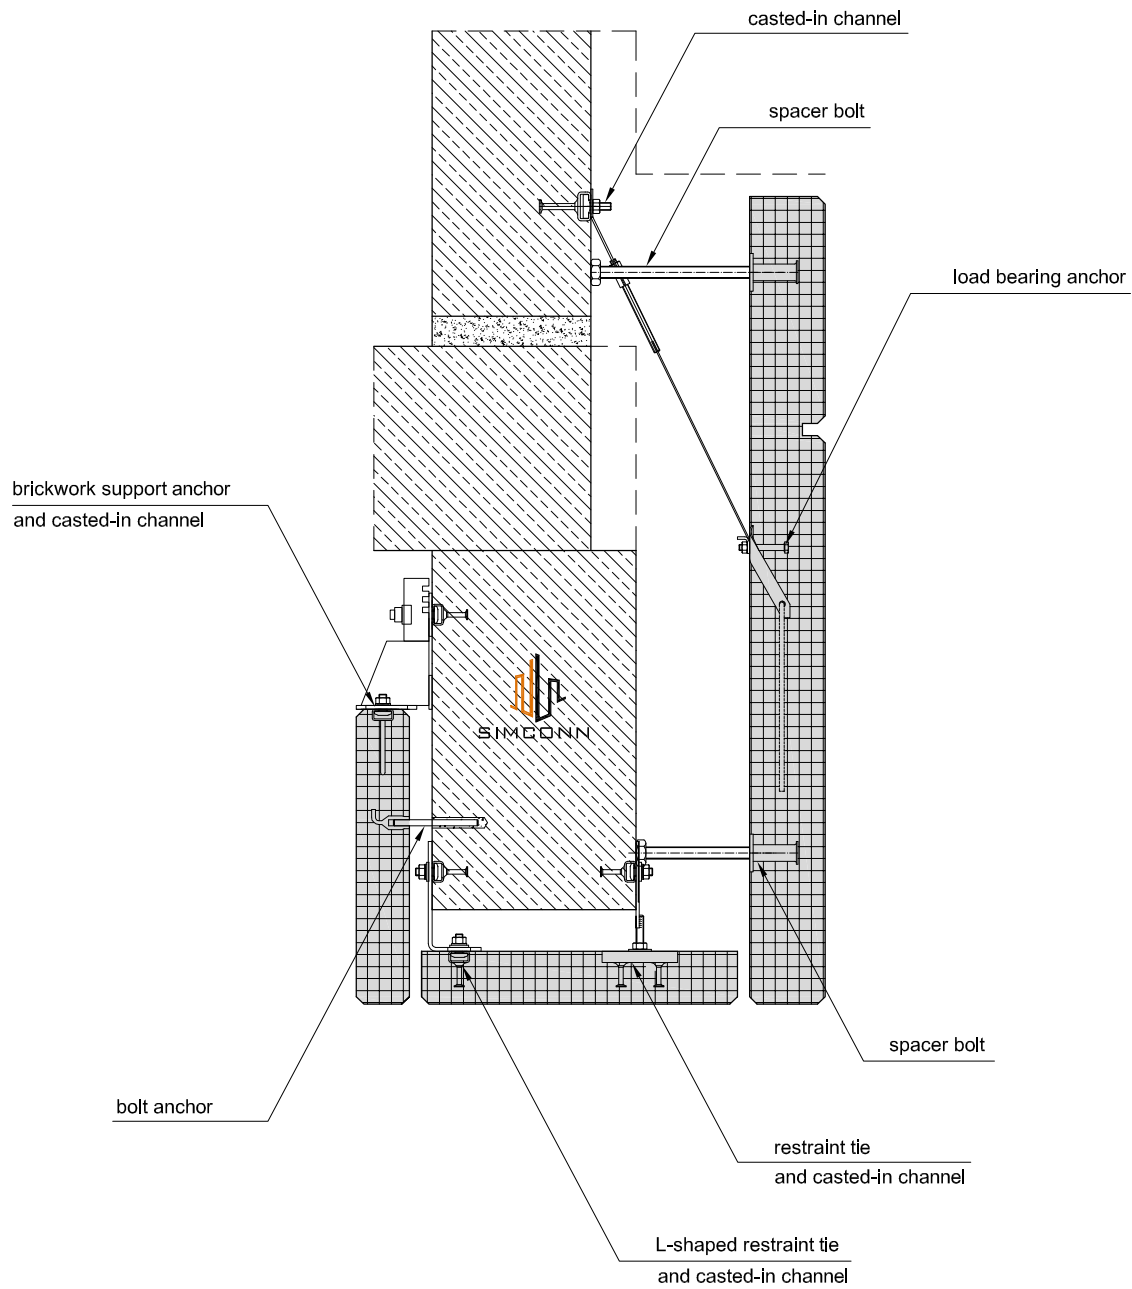 casted-in channel
spacer bolt
load bearing anchor
brickwork support anchor
and casted-in channel
SIMCONN
spacer bolt
bolt anchor
restraint tie
and casted-in channel
L-shaped restraint tie
and casted-in channel